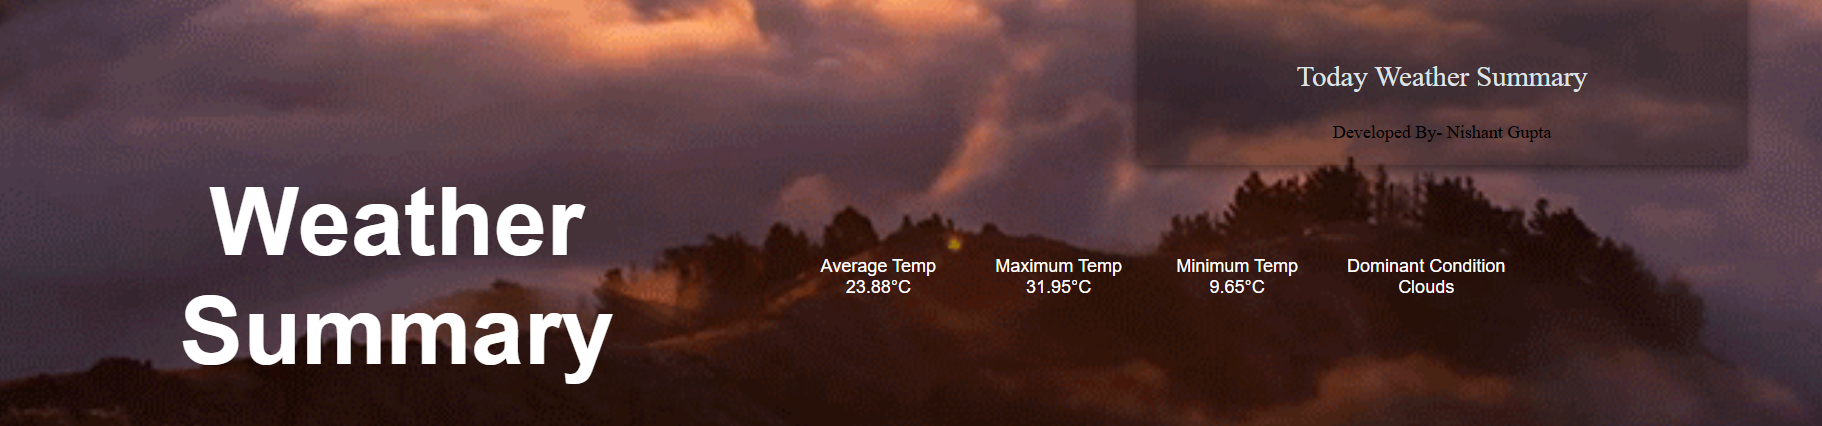 Today Weather Summary
Developed By- Nishant Gupta
Weather
Summary
Average Temp
23.88°C
Maximum Temp
31.95°C
Minimum Temp
9.65°C
Dominant Condition
Clouds